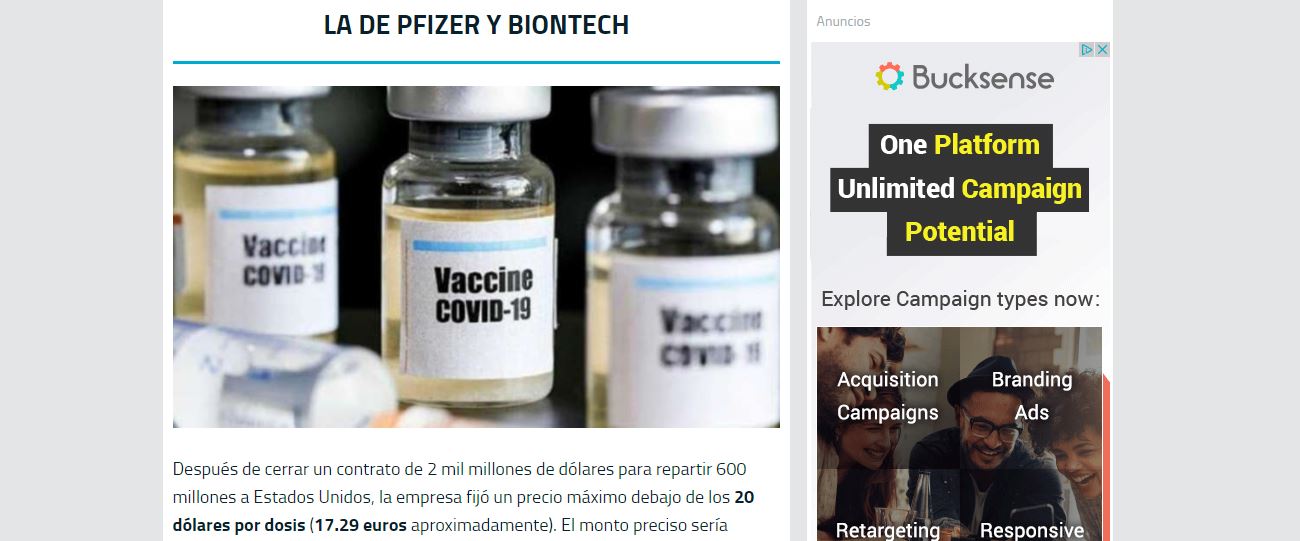 LA DE PFIZER Y BIONTECH
Vaccine
COVID-19
Vaccine
COVID-19
Vaccine
COVID-19
Después de cerrar un contrato de 2 mil millones de dólares para repartir 600
millones a Estados Unidos, la empresa fijó un precio máximo debajo de los 20
dólares por dosis (17.29 euros aproximadamente). El monto preciso sería
Anuncios
Bucksense
One Platform
Unlimited Campaign
Potential
Explore Campaign types now:
Acquisition
Campaigns
Branding
Ads
Retargeting
Responsive